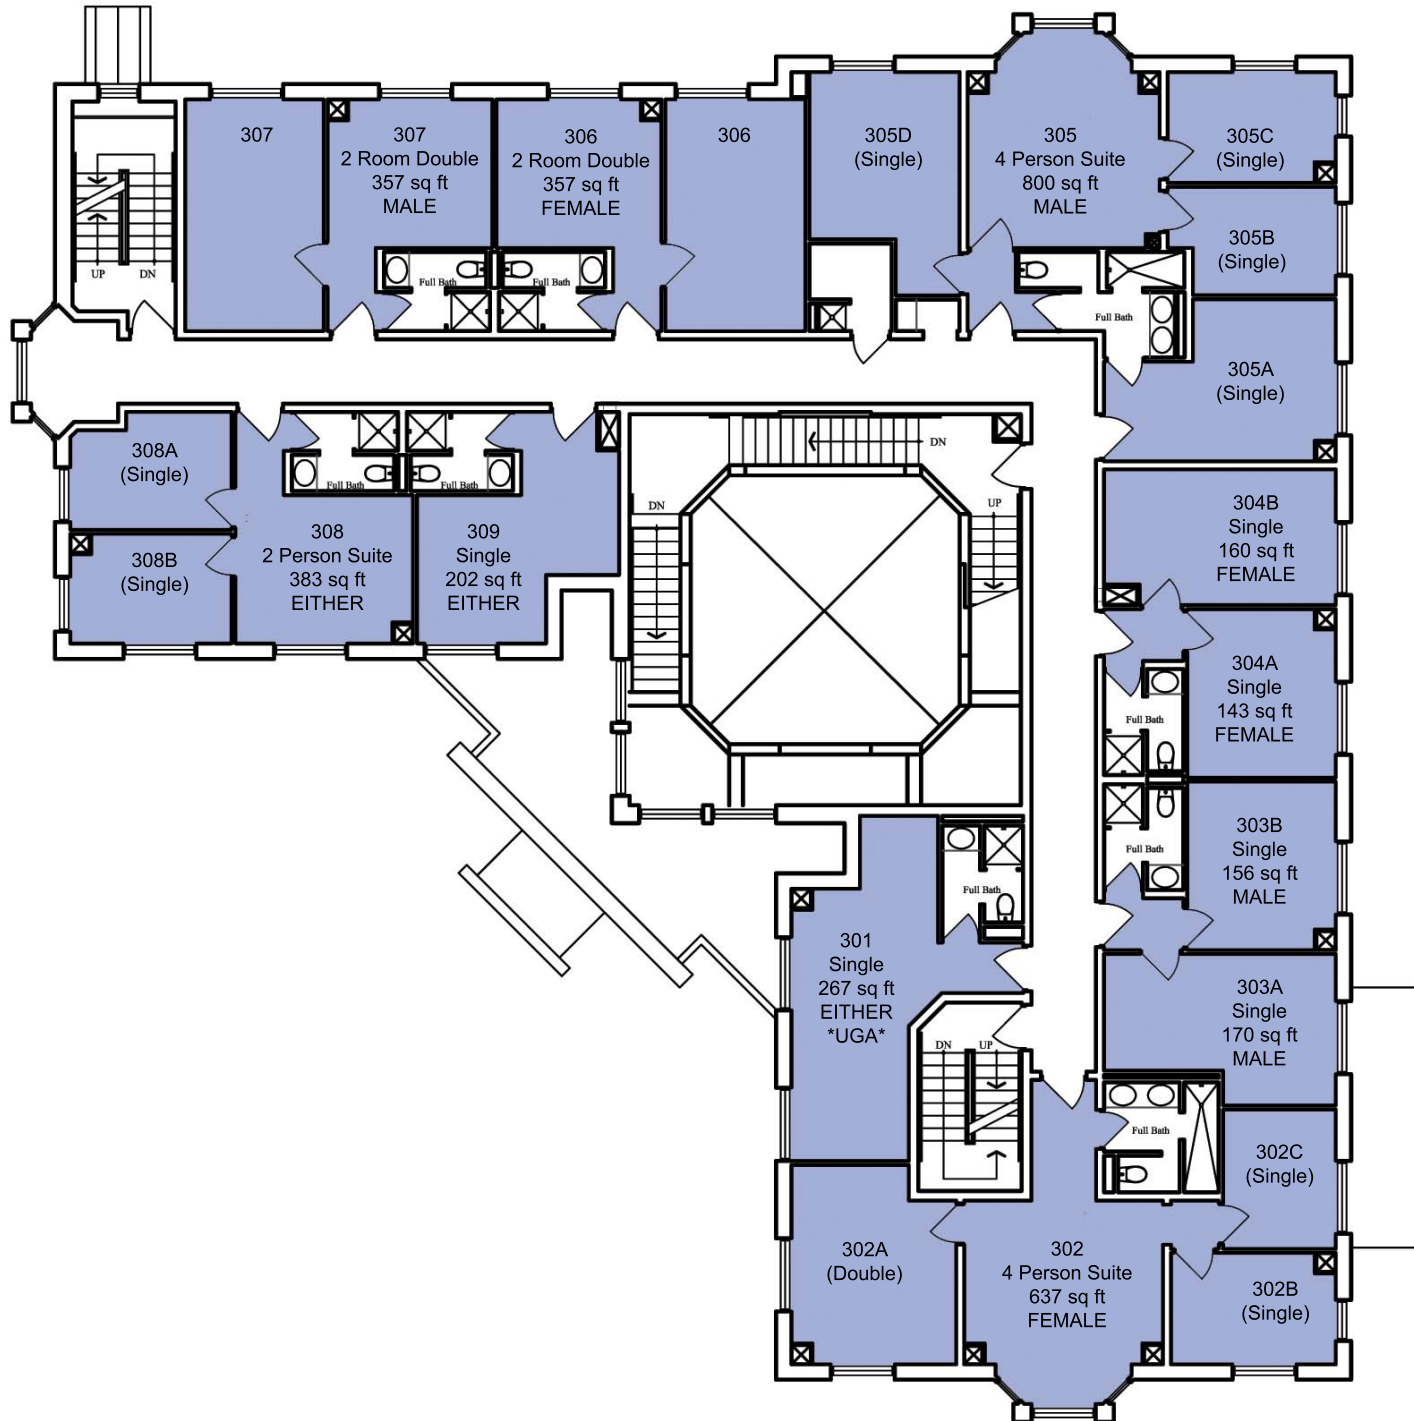 307
307
2 Room Double
357 sq ft
MALE
306
2 Room Double
357 sq ft
FEMALE
306
305D
(Single)
305
4 Person Suite
800 sq ft
MALE
305C
(Single)
305B
(Single)
UP
DN
Full Bath
Full Bath
Full Bath
305A
(Single)
308A
(Single)
308B
(Single)
Full Bath
308
2 Person Suite
383 sq ft
EITHER
Full Bath
309
Single
202 sq ft
EITHER
DN
DN
UP
304B
Single
160 sq ft
FEMALE
304A
Single
143 sq ft
FEMALE
Full Bath
Full Bath
303B
Single
156 sq ft
MALE
Full Bath
301
Single
267 sq ft
EITHER
*UGA*
303A
Single
170 sq ft
MALE
DN
UP
Full Bath
302C
(Single)
302A
(Double)
302
4 Person Suite
637 sq ft
FEMALE
302B
(Single)